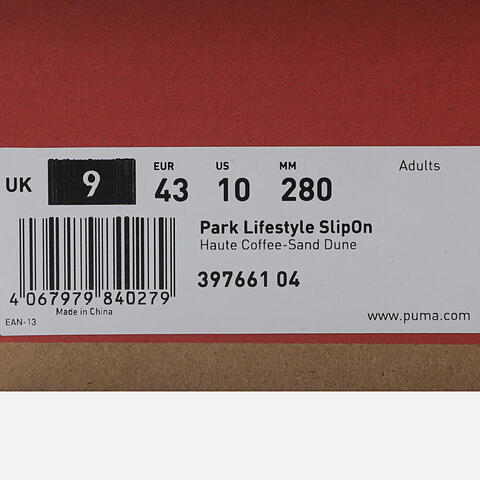 EUR US MM Adults
UK 9 43 10 280
Park Lifestyle SlipOn
Haute Coffee-Sand Dune
397661 04
4 067979 840279
Made in China
EAN-13
www.puma.com